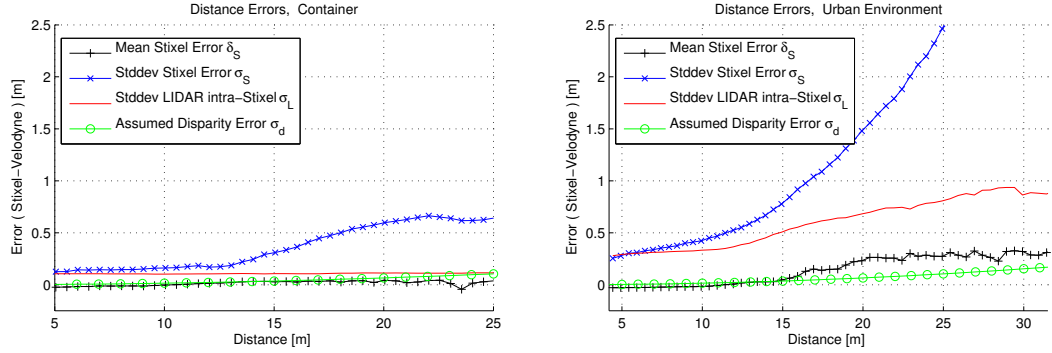 Distance Errors, Container
Error ( Stixel−Velodyne ) [m]
2.5
2
1.5
1
0.5
0
Mean Stixel Error δS
Stddev Stixel Error σS
Stddev LIDAR intra−Stixel σL
Assumed Disparity Error σd
5 10 15 20 25
Distance [m]
Distance Errors, Urban Environment
Error ( Stixel−Velodyne ) [m]
2.5
2
1.5
1
0.5
0
Mean Stixel Error δS
Stddev Stixel Error σS
Stddev LIDAR intra−Stixel σL
Assumed Disparity Error σd
5 10 15 20 25 30
Distance [m]